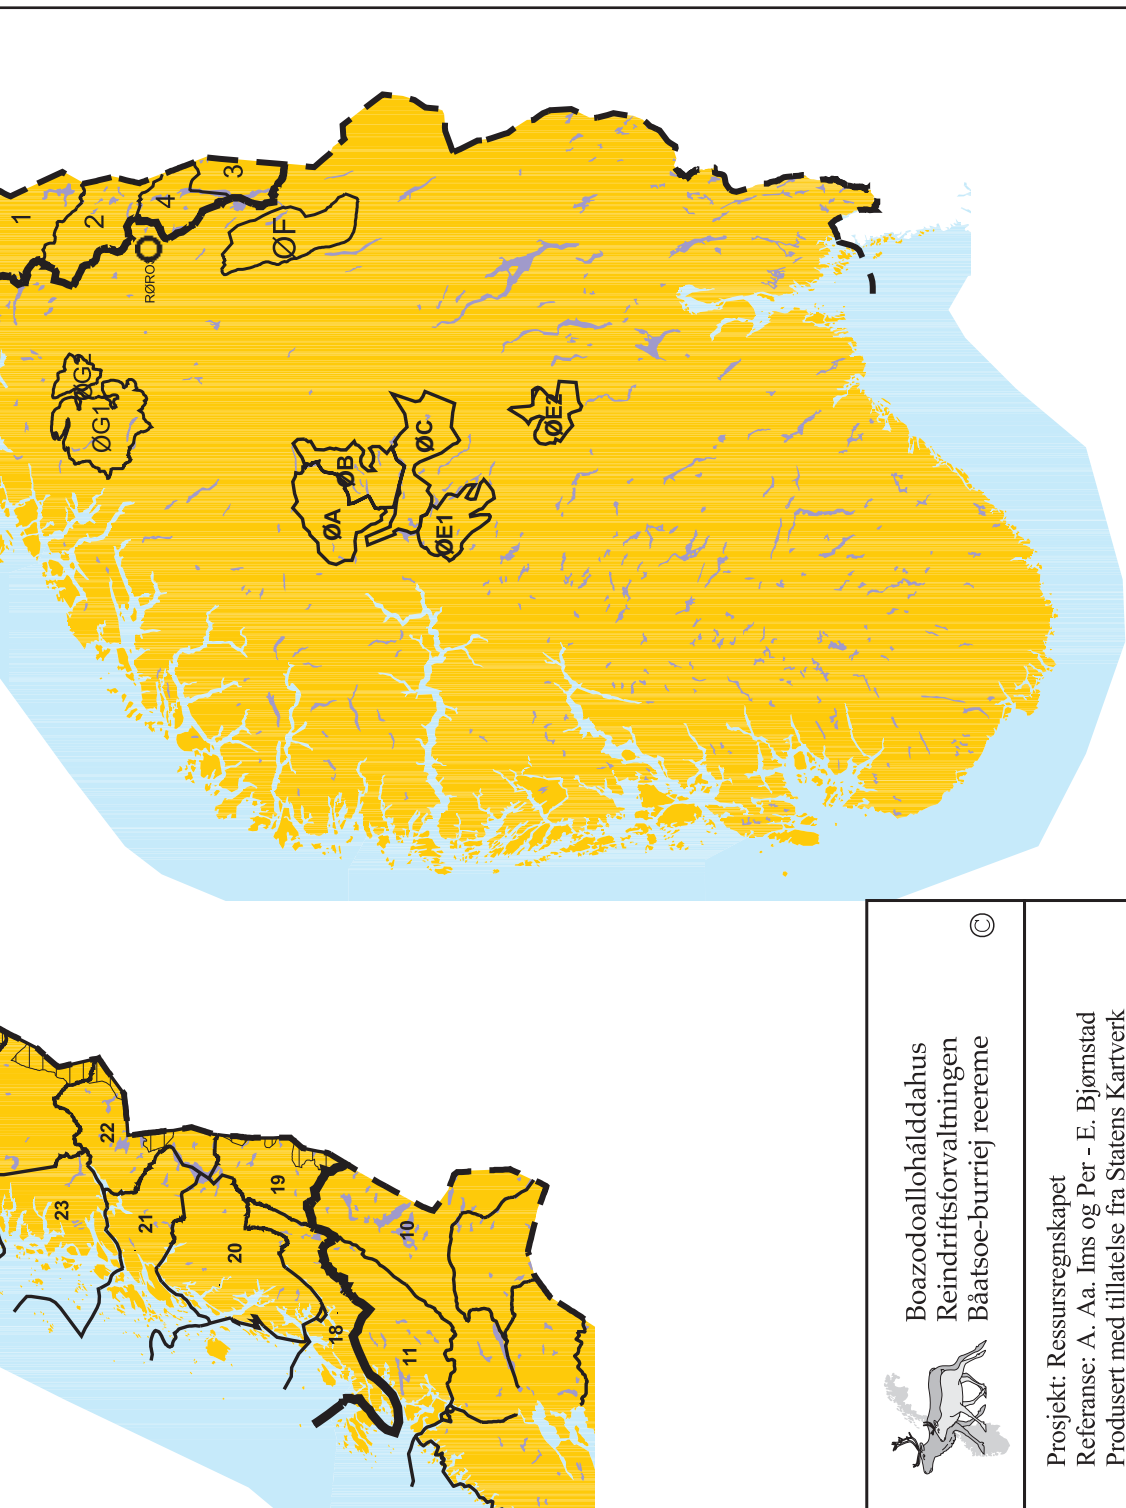 1
2
4
3
RØROS
ØF
ØG2
ØG1
ØC
ØE2
ØB
ØA
ØE1
22
23
19
21
10
20
18
11
Boazodoallohálddahus
Reindriftsforvaltningen
Båatsoe-burriej reereme
©
Prosjekt: Ressursregnskapet
Referanse: A. Aa. Ims og Per - E. Bjørnstad
Produsert med tillatelse fra Statens Kartverk